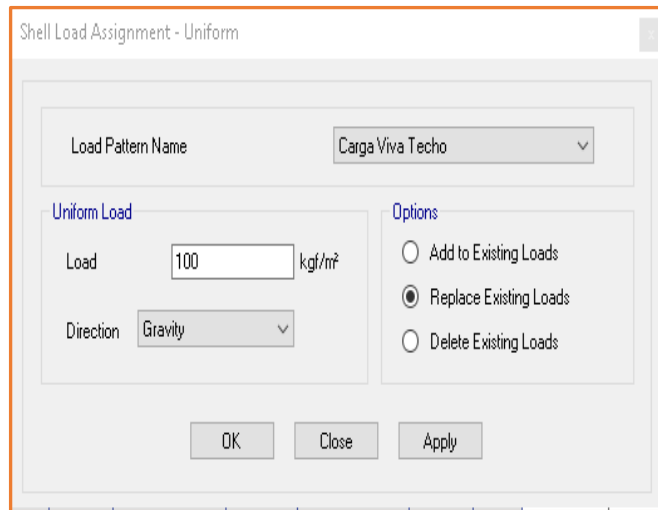 Shell Load Assignment - Uniform
x
Load Pattern Name
Carga Viva Techo
Uniform Load
Load
100
kgf/m²
Direction
Gravity
Options
Add to Existing Loads
Replace Existing Loads
Delete Existing Loads
OK
Close
Apply